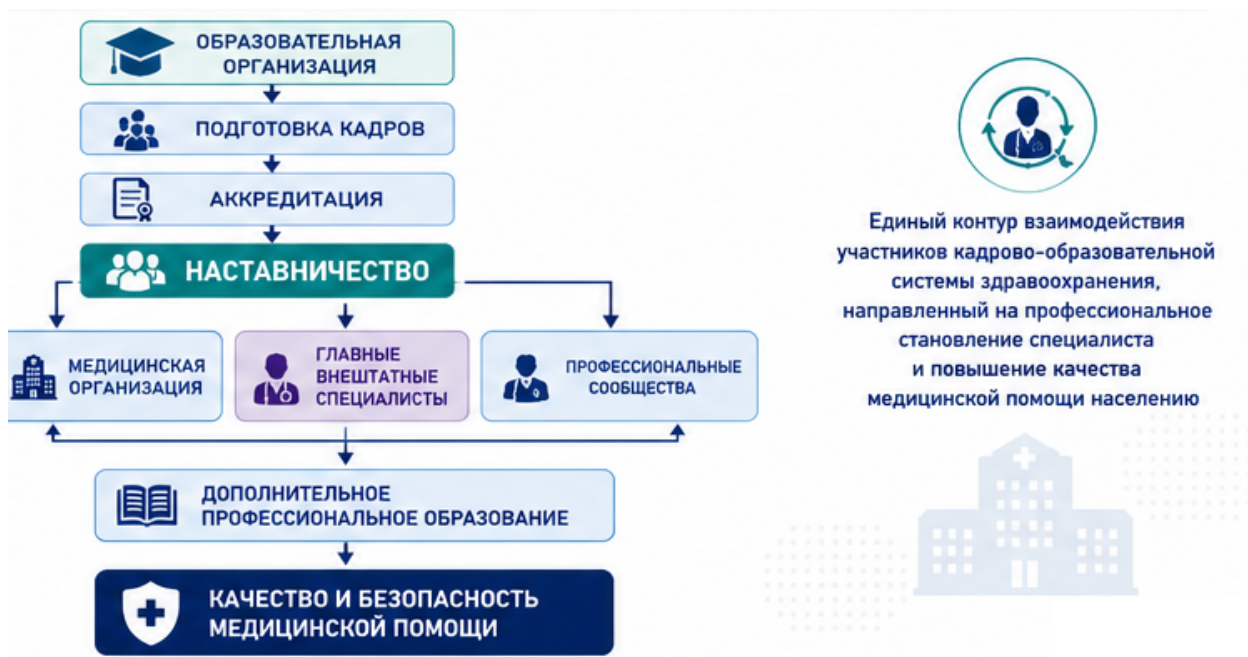 ОБРАЗОВАТЕЛЬНАЯ
ОРГАНИЗАЦИЯ
ПОДГОТОВКА КАДРОВ
АККРЕДИТАЦИЯ
НАСТАВНИЧЕСТВО
МЕДИЦИНСКАЯ
ОРГАНИЗАЦИЯ
ГЛАВНЫЕ
ВНЕШТАТНЫЕ
СПЕЦИАЛИСТЫ
ПРОФЕССИОНАЛЬНЫЕ
СООБЩЕСТВА
ДОПОЛНИТЕЛЬНОЕ
ПРОФЕССИОНАЛЬНОЕ ОБРАЗОВАНИЕ
КАЧЕСТВО И БЕЗОПАСНОСТЬ
МЕДИЦИНСКОЙ ПОМОЩИ
Единый контур взаимодействия
участников кадрово-образовательной
системы здравоохранения,
направленный на профессиональное
становление специалиста
и повышение качества
медицинской помощи населению